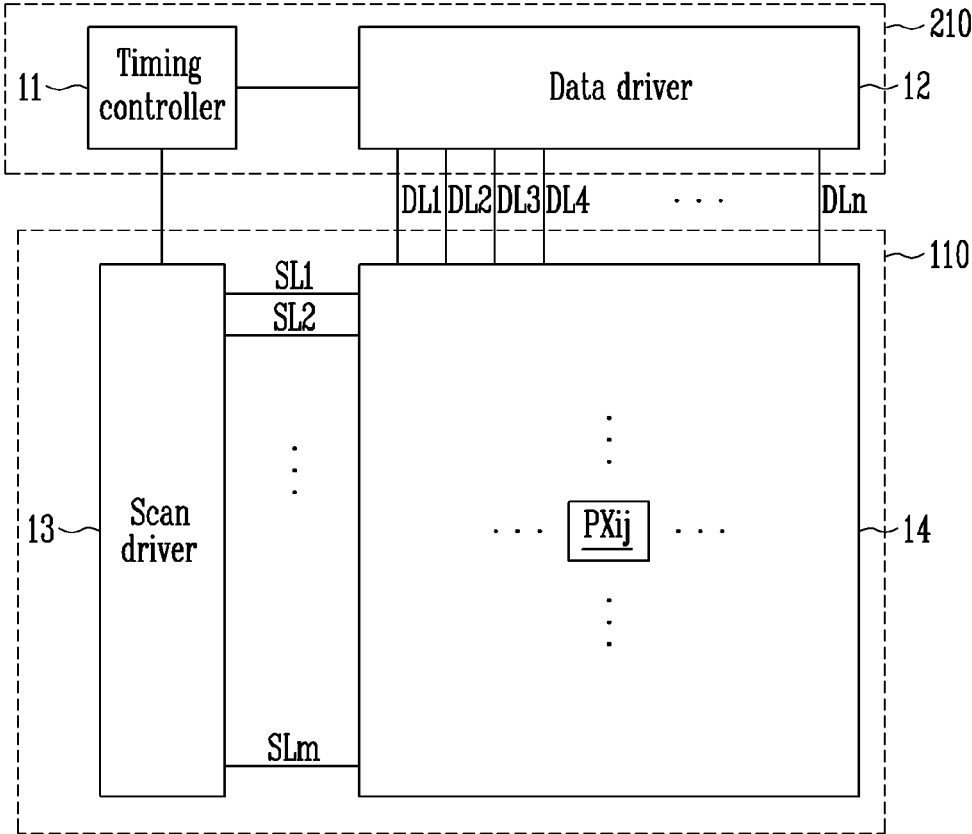 210
Timing
controller
11
Data driver
12
DL1 DL2 DL3 DL4 . . . DLn
110
SL1
SL2
13
Scan
driver
. . . PXij . . .
14
SLm